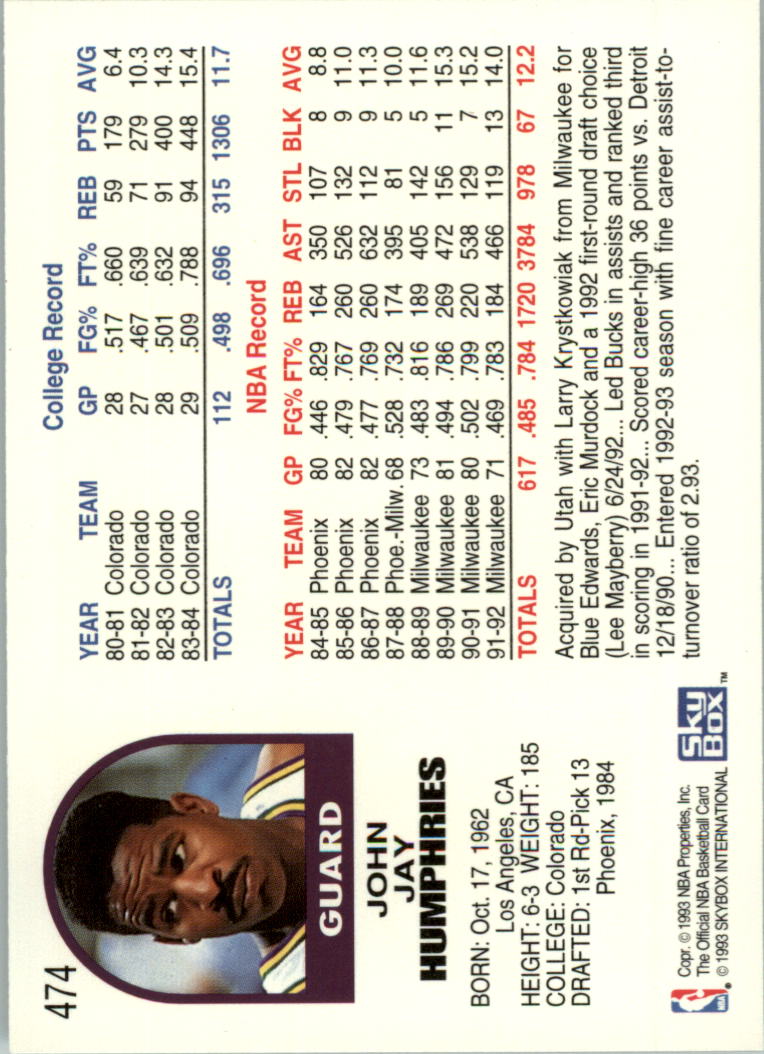 474
GUARD
JOHN
JAY
HUMPHRIES
BORN: Oct. 17, 1962
Los Angeles, CA
HEIGHT: 6-3 WEIGHT: 185
COLLEGE: Colorado
DRAFTED: 1st Rd-Pick 13
Phoenix, 1984
NBA
®
Copr. © 1993 NBA Properties, Inc.
The Official NBA Basketball Card
© 1993 SKYBOX INTERNATIONAL
SkyBox™
College Record
YEAR TEAM GP FG% FT% REB PTS AVG
80-81 Colorado 28 .517 .660 59 179 6.4
81-82 Colorado 27 .467 .639 71 279 10.3
82-83 Colorado 28 .501 .632 91 400 14.3
83-84 Colorado 29 .509 .788 94 448 15.4
TOTALS 112 .498 .696 315 1306 11.7
NBA Record
YEAR TEAM GP FG% FT% REB AST STL BLK AVG
84-85 Phoenix 80 .446 .829 164 350 107 8 8.8
85-86 Phoenix 82 .479 .767 260 526 132 9 11.0
86-87 Phoenix 82 .477 .769 260 632 112 9 11.3
87-88 Phoe.-Milw. 68 .528 .732 174 395 81 5 10.0
88-89 Milwaukee 73 .483 .816 189 405 142 5 11.6
89-90 Milwaukee 81 .494 .786 269 472 156 11 15.3
90-91 Milwaukee 80 .502 .799 220 538 129 7 15.2
91-92 Milwaukee 71 .469 .783 184 466 119 13 14.0
TOTALS 617 .485 .784 1720 3784 978 67 12.2
Acquired by Utah with Larry Krystkowiak from Milwaukee for
Blue Edwards, Eric Murdock and a 1992 first-round draft choice
(Lee Mayberry) 6/24/92... Led Bucks in assists and ranked third
in scoring in 1991-92... Scored career-high 36 points vs. Detroit
12/18/90... Entered 1992-93 season with fine career assist-to-
turnover ratio of 2.93.